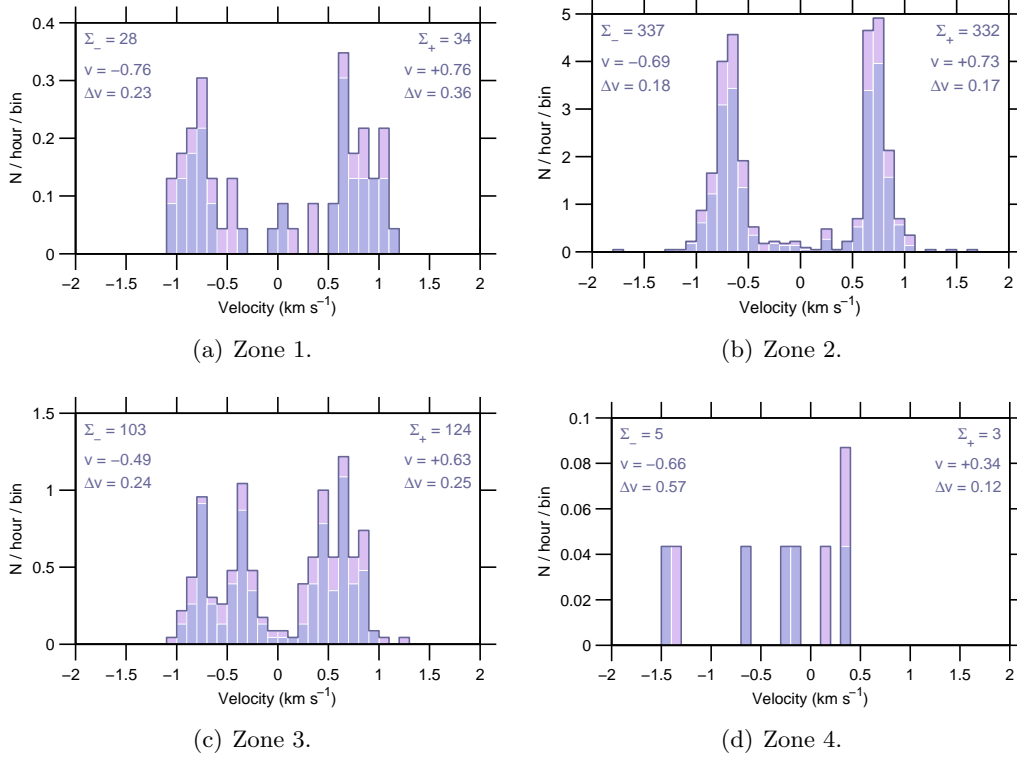 0.4
0.3
0.2
0.1
0
N / hour / bin
Σ− = 28
v = −0.76
Δv = 0.23
Σ+ = 34
v = +0.76
Δv = 0.36
−2 −1.5 −1 −0.5 0 0.5 1 1.5 2
Velocity (km s−1)
(a) Zone 1.
5
4
3
2
1
0
N / hour / bin
Σ− = 337
v = −0.69
Δv = 0.18
Σ+ = 332
v = +0.73
Δv = 0.17
−2 −1.5 −1 −0.5 0 0.5 1 1.5 2
Velocity (km s−1)
(b) Zone 2.
1.5
1
0.5
0
N / hour / bin
Σ− = 103
v = −0.49
Δv = 0.24
Σ+ = 124
v = +0.63
Δv = 0.25
−2 −1.5 −1 −0.5 0 0.5 1 1.5 2
Velocity (km s−1)
(c) Zone 3.
0.1
0.08
0.06
0.04
0.02
0
N / hour / bin
Σ− = 5
v = −0.66
Δv = 0.57
Σ+ = 3
v = +0.34
Δv = 0.12
−2 −1.5 −1 −0.5 0 0.5 1 1.5 2
Velocity (km s−1)
(d) Zone 4.